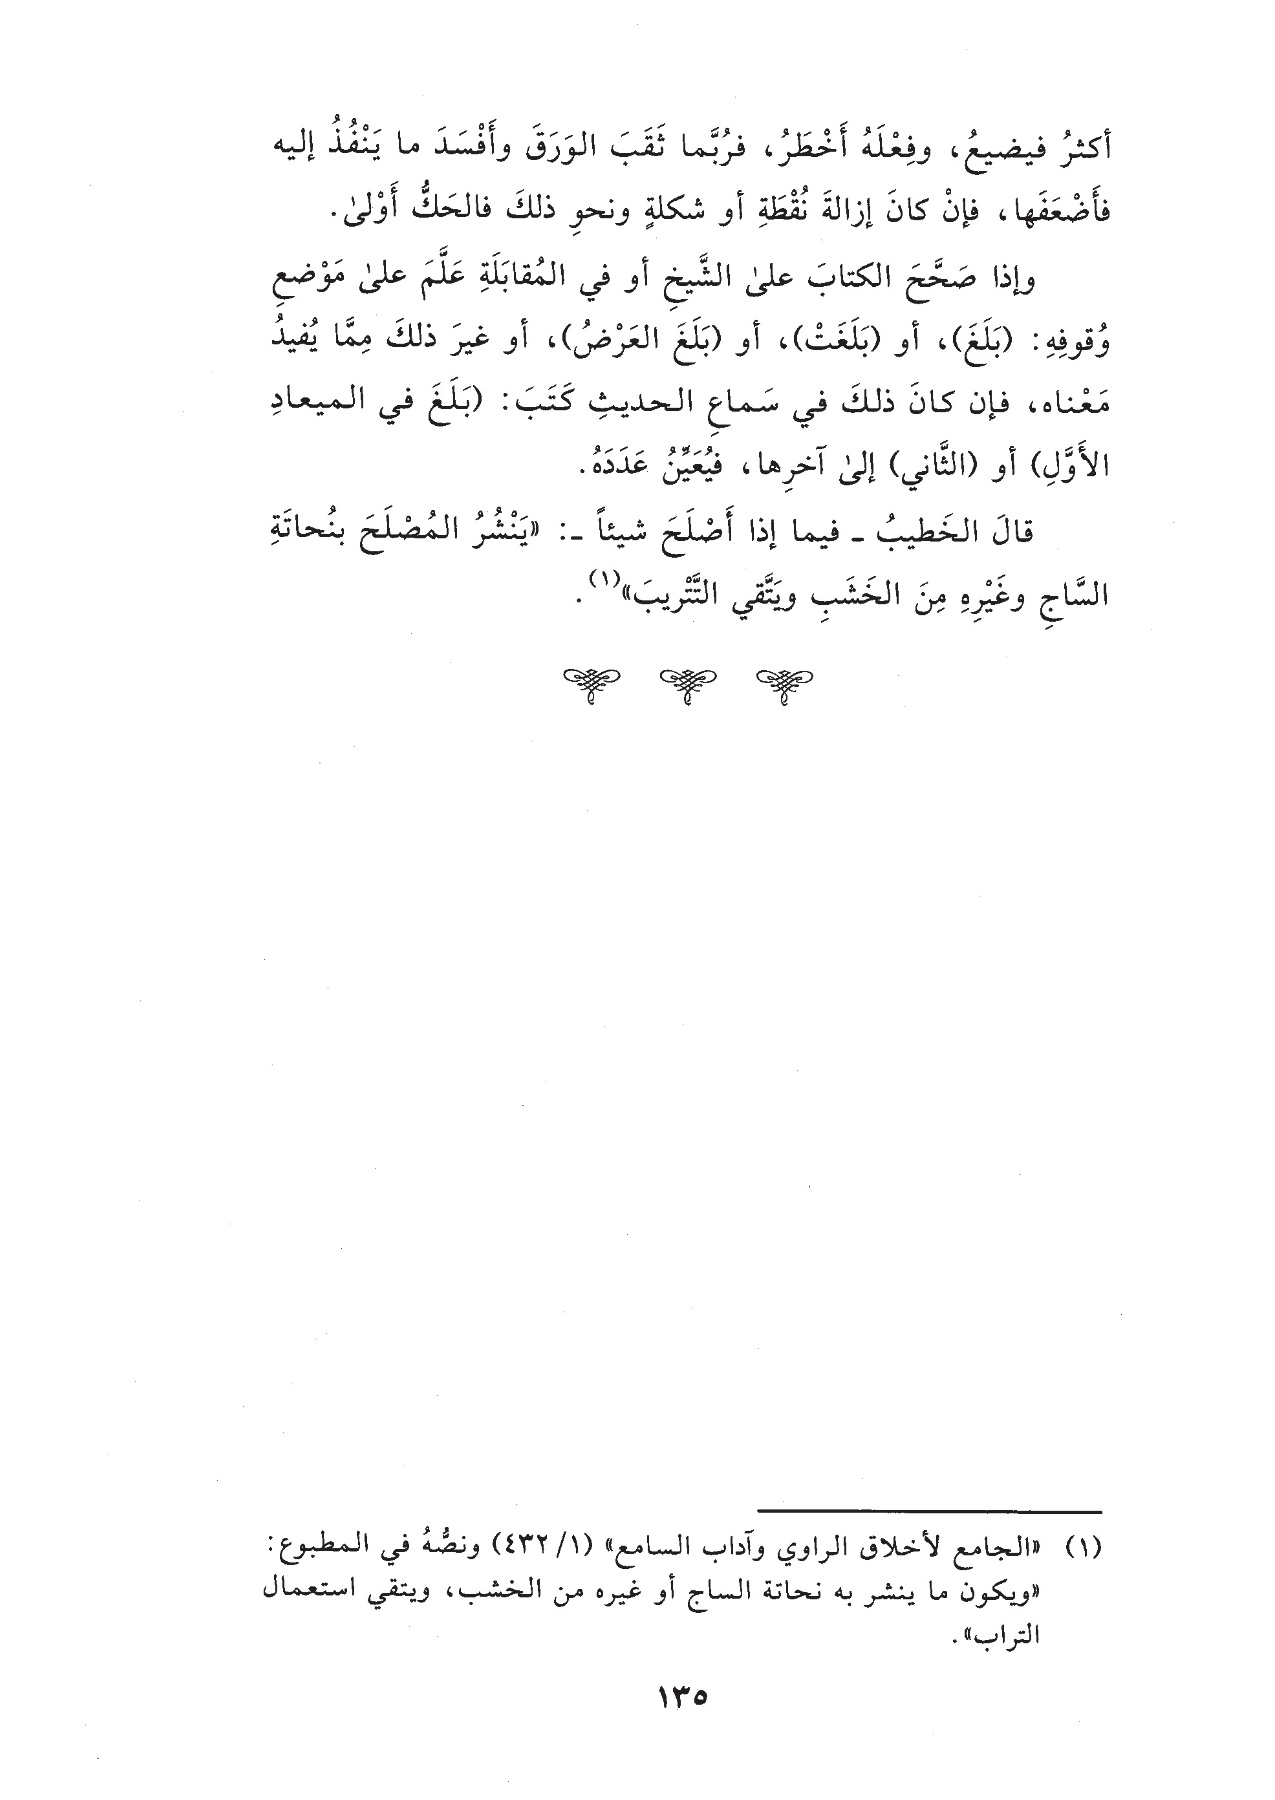 أكثرُ فيضيعُ، وفِعْلَهُ أَخْطَرُ، فرُبَّما ثَقَبَ الوَرَقَ وأَفْسَدَ ما يَنْفُذُ إليه
فأَضْعَفَها، فإنْ كانَ إزالةَ نُقْطَةِ أو شكلةٍ ونحوِ ذلكَ فالحَكُّ أَوْلىٰ.
وإذا صَحَّحَ الكتابَ علىٰ الشَّيخِ أو في المُقابَلَةِ عَلَّمَ علىٰ مَوْضعِ
وُقوفِهِ: (بَلَغَ)، أو (بَلَغَتْ)، أو (بَلَغَ العَرْضُ)، أو غيرَ ذلكَ مِمَّا يُفيدُ
مَعْناه، فإن كانَ ذلكَ في سَماعِ الحديثِ كَتَبَ: (بَلَغَ في الميعادِ
الأَوَّلِ) أو (الثَّاني) إلىٰ آخرِها، فيُعَيِّنُ عَدَدَهُ.
قالَ الخَطيبُ ـ فيما إذا أَصْلَحَ شيئاً ـ: «يَنْشُرُ المُصْلَحَ بنُحاتَةِ
السَّاجِ وغَيْرِهِ مِنَ الخَشَبِ ويَتَّقي التَّتْريبَ»(١).
(١) «الجامع لأخلاق الراوي وآداب السامع» (١/ ٤٣٢) ونصُّهُ في المطبوع:
«ويكون ما ينشر به نحاتة الساج أو غيره من الخشب، ويتقي استعمال
التراب».
١٣٥